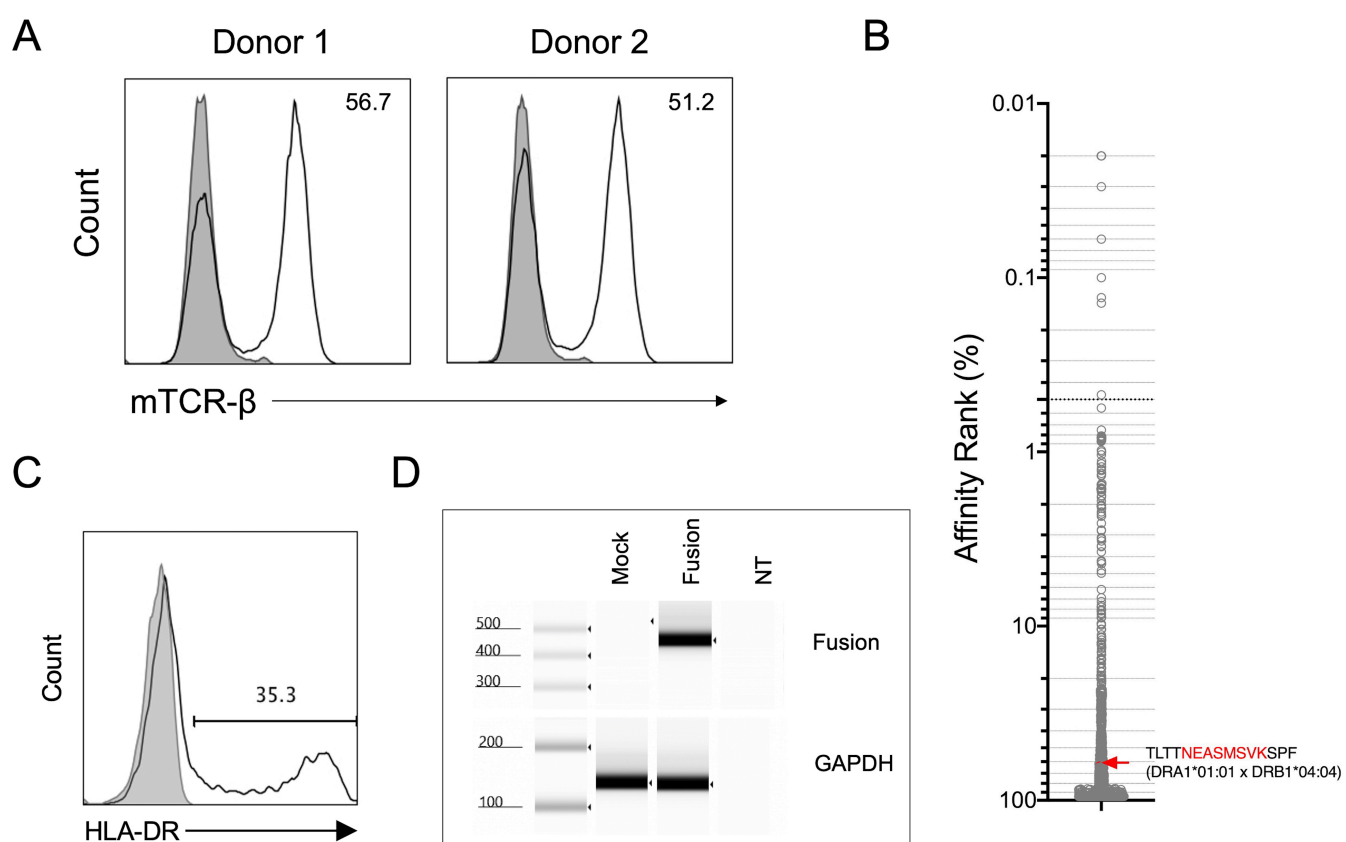 A
Donor 1
Donor 2
56.7
51.2
Count
mTCR-β
B
0.01
0.1
1
10
100
Affinity Rank (%)
TLTTNEASMSVKSPF
(DRA1*01:01 x DRB1*04:04)
C
Count
35.3
HLA-DR
D
Mock
Fusion
NT
500
400
300
Fusion
200
100
GAPDH